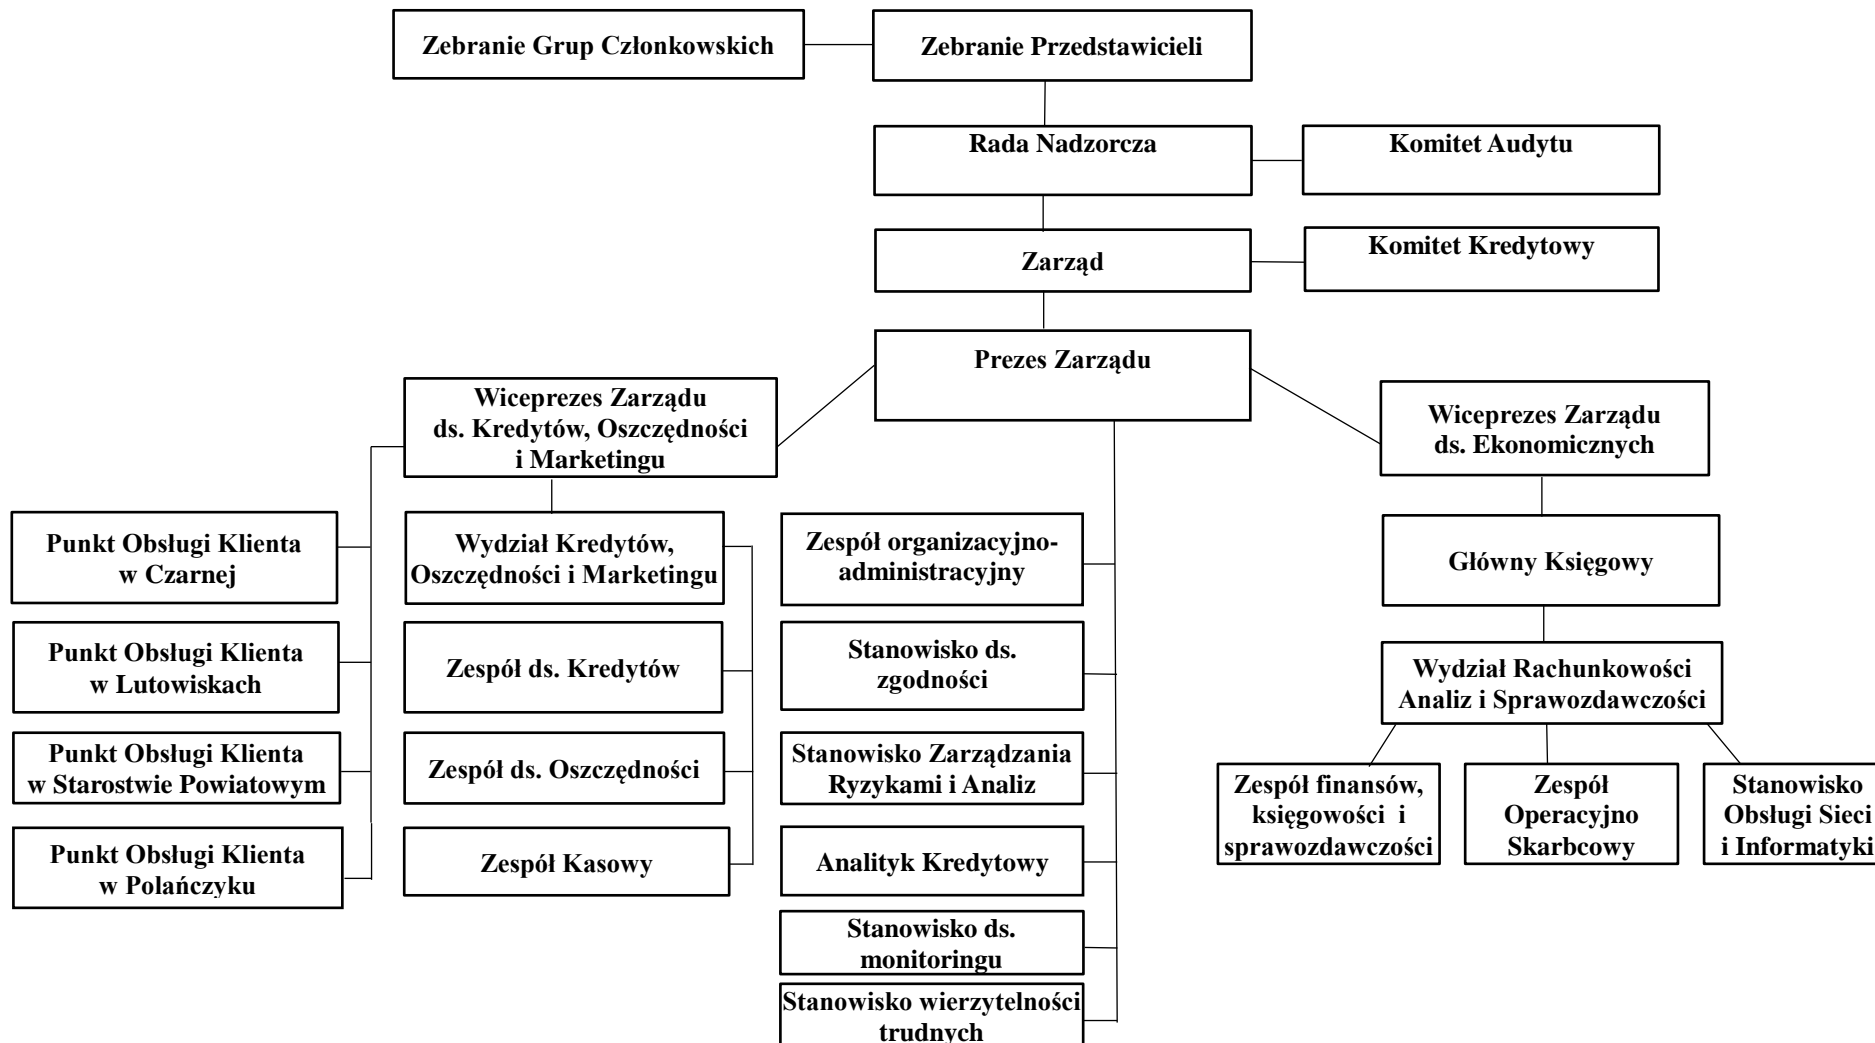 Zebranie Grup Członkowskich
Zebranie Przedstawicieli
Rada Nadzorcza
Komitet Audytu
Zarząd
Komitet Kredytowy
Prezes Zarządu
Wiceprezes Zarządu
ds. Kredytów, Oszczędności
i Marketingu
Wiceprezes Zarządu
ds. Ekonomicznych
Punkt Obsługi Klienta
w Czarnej
Wydział Kredytów,
Oszczędności i Marketingu
Zespół organizacyjno-
administracyjny
Główny Księgowy
Punkt Obsługi Klienta
w Lutowiskach
Zespół ds. Kredytów
Stanowisko ds.
zgodności
Wydział Rachunkowości
Analiz i Sprawozdawczości
Punkt Obsługi Klienta
w Starostwie Powiatowym
Zespół ds. Oszczędności
Stanowisko Zarządzania
Ryzykami i Analiz
Zespół finansów,
księgowości i
sprawozdawczości
Zespół
Operacyjno
Skarbcowy
Stanowisko
Obsługi Sieci
i Informatyki
Punkt Obsługi Klienta
w Polańczyku
Zespół Kasowy
Analityk Kredytowy
Stanowisko ds.
monitoringu
Stanowisko wierzytelności
trudnych